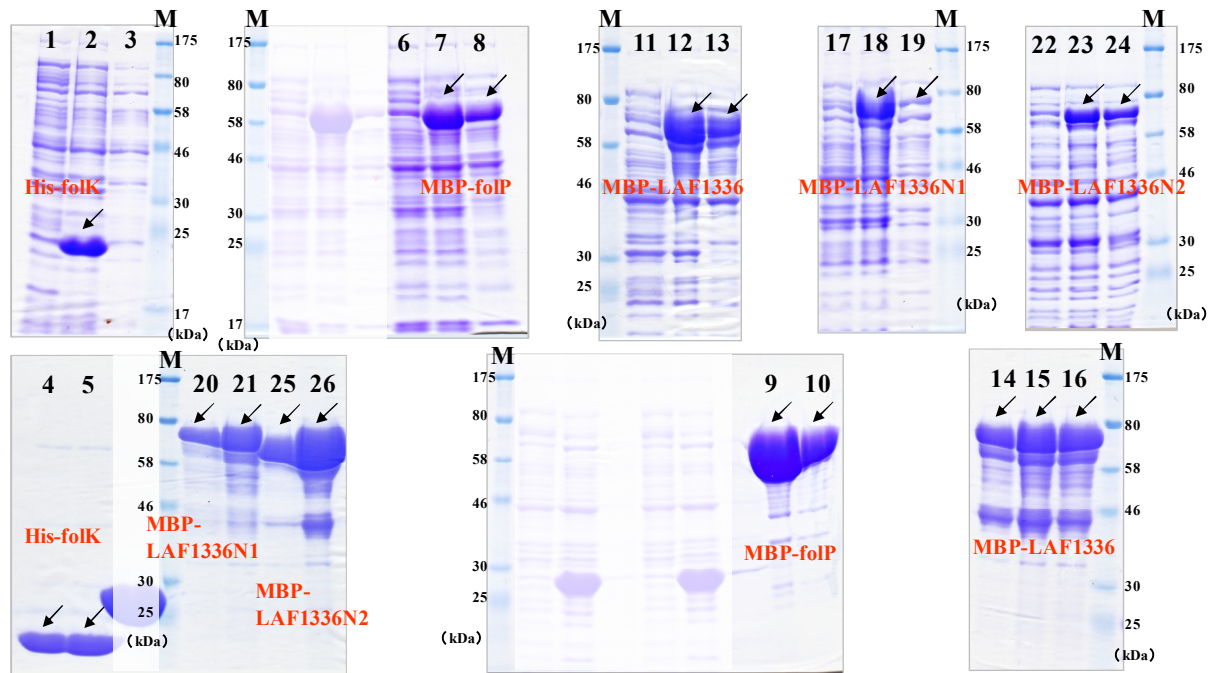 M
1 2 3
175
80
58
46
30
25
17
(kDa)
His-folK
M
175
80
58
46
30
25
17
(kDa)
6 7 8
MBP-folP
M
11 12 13
80
58
46
30
25
(kDa)
MBP-LAF1336
M
17 18 19
175
80
58
46
30
25
(kDa)
MBP-LAF1336N1
M
22 23 24
175
80
58
46
30
25
(kDa)
MBP-LAF1336N2
4 5
His-folK
M
175
80
58
46
30
25
(kDa)
20 21 25 26
MBP-
LAF1336N1
MBP-
LAF1336N2
M
175
80
58
46
30
25
(kDa)
9 10
MBP-folP
M
14 15 16
175
80
58
46
30
25
(kDa)
MBP-LAF1336